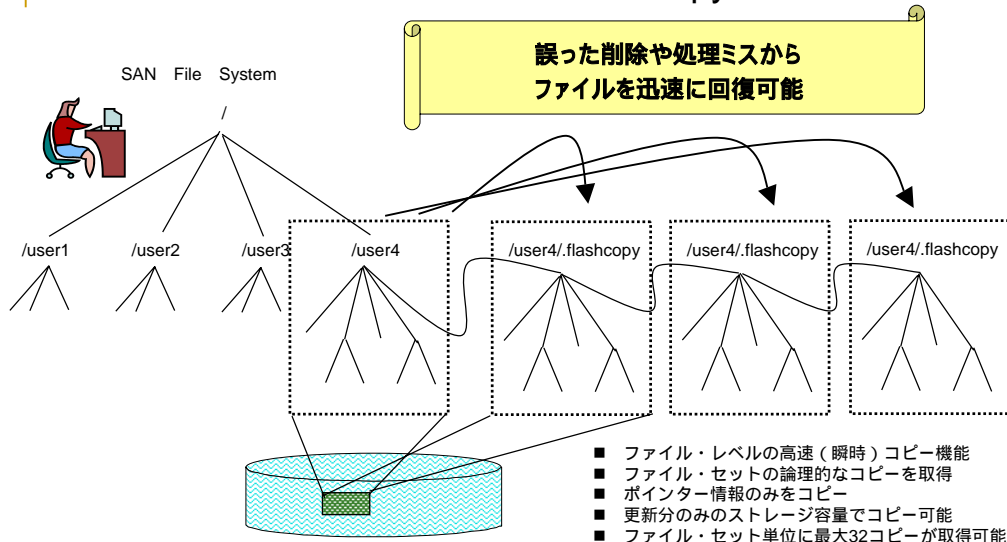 誤った削除や処理ミスから
ファイルを迅速に回復可能
SAN File System
/
/user1
/user2
/user3
/user4
/user4/.flashcopy
/user4/.flashcopy
/user4/.flashcopy
■ ファイル・レベルの高速（瞬時）コピー機能
■ ファイル・セットの論理的なコピーを取得
■ ポインター情報のみをコピー
■ 更新分のみのストレージ容量でコピー可能
■ ファイル・セット単位に最大32コピーが取得可能